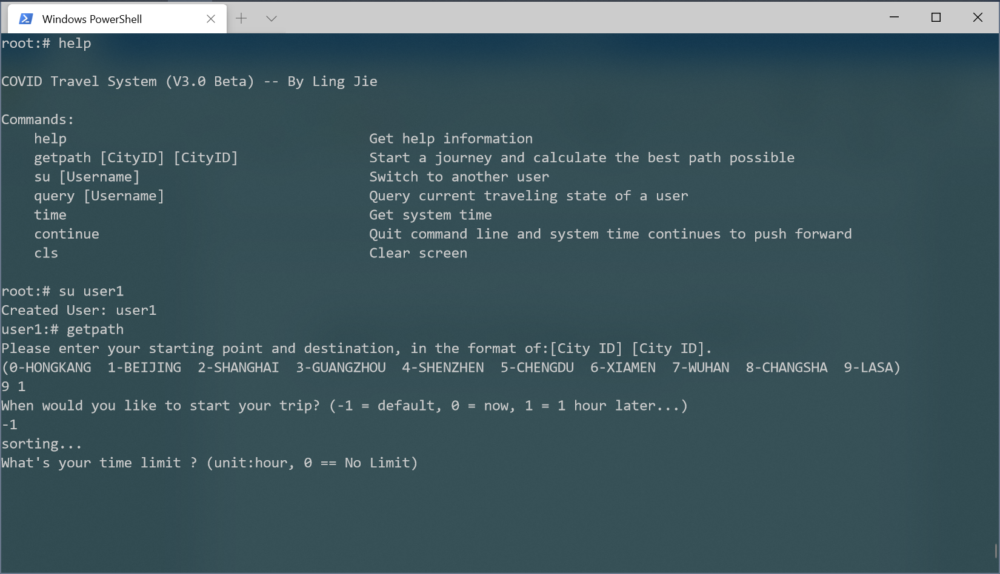 Windows PowerShell
root:# help
COVID Travel System (V3.0 Beta) -- By Ling Jie
Commands:
help Get help information
getpath [CityID] [CityID] Start a journey and calculate the best path possible
su [Username] Switch to another user
query [Username] Query current traveling state of a user
time Get system time
continue Quit command line and system time continues to push forward
cls Clear screen
root:# su user1
Created User: user1
user1:# getpath
Please enter your starting point and destination, in the format of:[City ID] [City ID].
(0-HONGKANG 1-BEIJING 2-SHANGHAI 3-GUANGZHOU 4-SHENZHEN 5-CHENGDU 6-XIAMEN 7-WUHAN 8-CHANGSHA 9-LASA)
9 1
When would you like to start your trip? (-1 = default, 0 = now, 1 = 1 hour later...)
-1
sorting...
What's your time limit ? (unit:hour, 0 == No Limit)